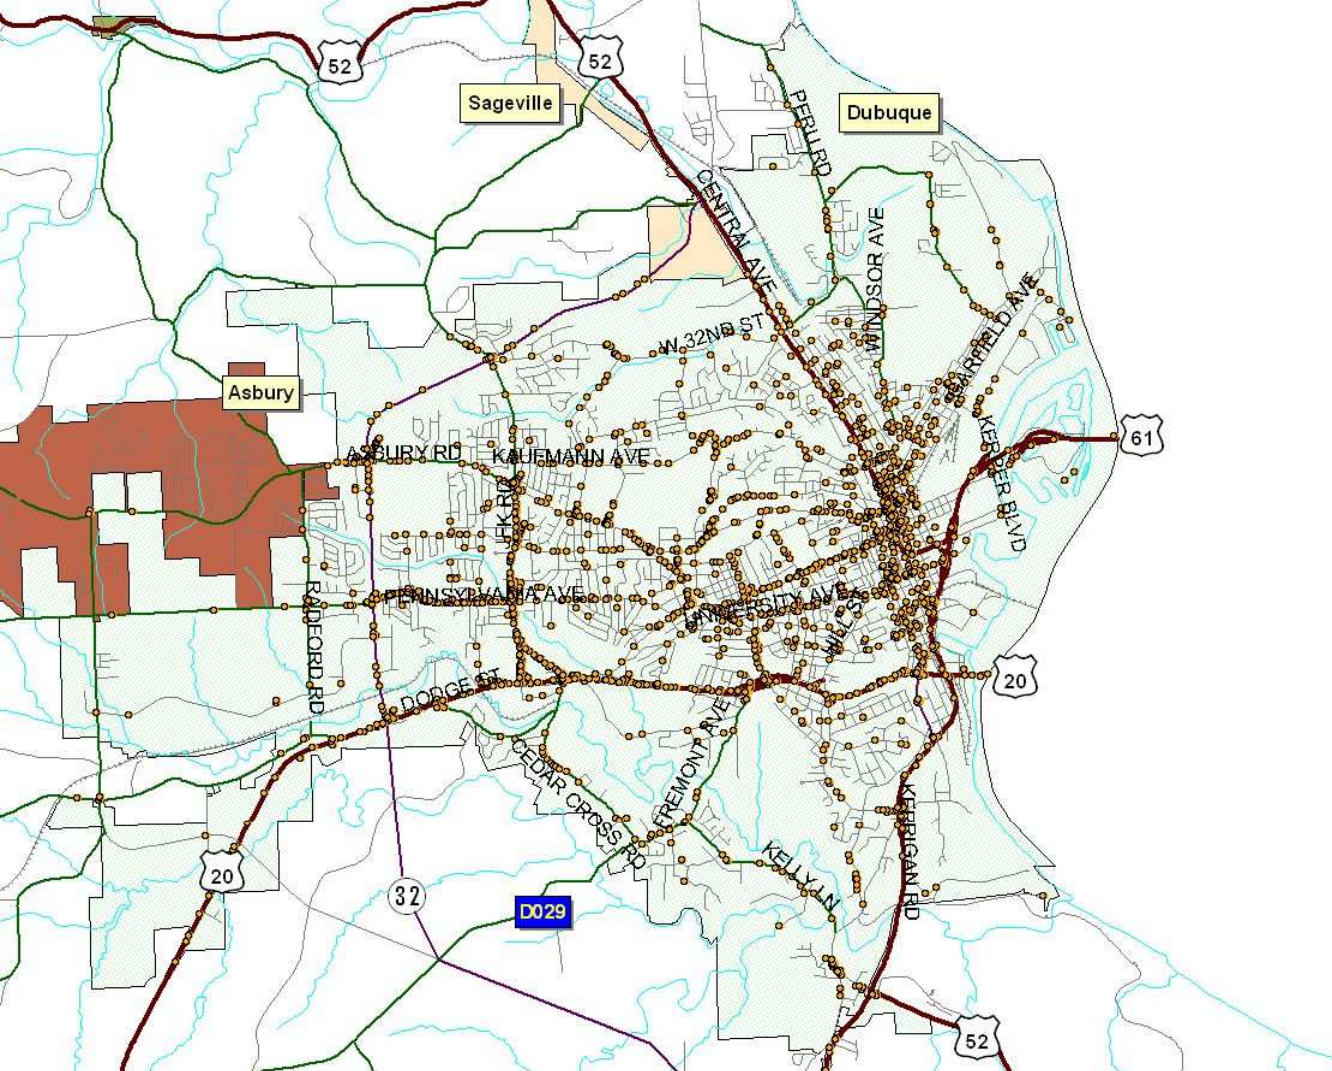 52
52
Sageville
Dubuque
PERU RD
CENTRAL AVE
WINDSOR AVE
GARFIELD AVE
W 32ND ST
Asbury
61
ASBURY RD
KAUFMANN AVE
KERPER BLVD
JFK RD
PENNSYLVANIA AVE
UNIVERSITY AVE
HILL ST
RADFORD RD
DODGE ST
20
CEDAR CROSS RD
FREMONT AVE
KERRIGAN RD
KELLY LN
20
32
D029
52